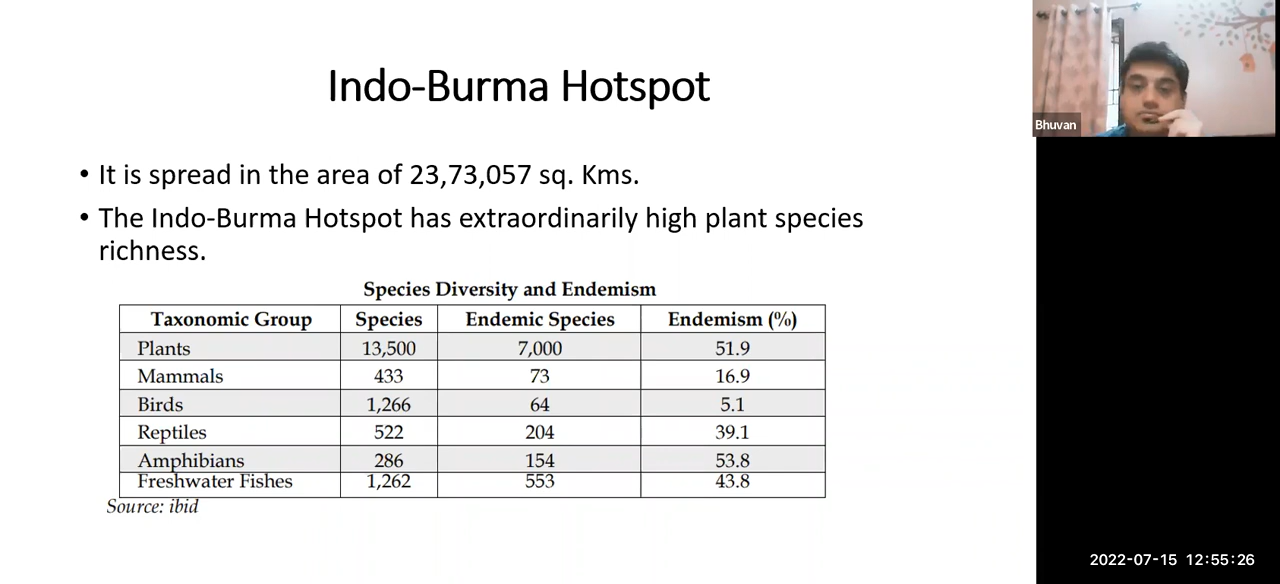 Indo-Burma Hotspot
• It is spread in the area of 23,73,057 sq. Kms.
• The Indo-Burma Hotspot has extraordinarily high plant species
richness.
Species Diversity and Endemism
Taxonomic Group Species Endemic Species Endemism (%)
Plants 13,500 7,000 51.9
Mammals 433 73 16.9
Birds 1,266 64 5.1
Reptiles 522 204 39.1
Amphibians 286 154 53.8
Freshwater Fishes 1,262 553 43.8
Source: ibid
Bhuvan
2022-07-15 12:55:26